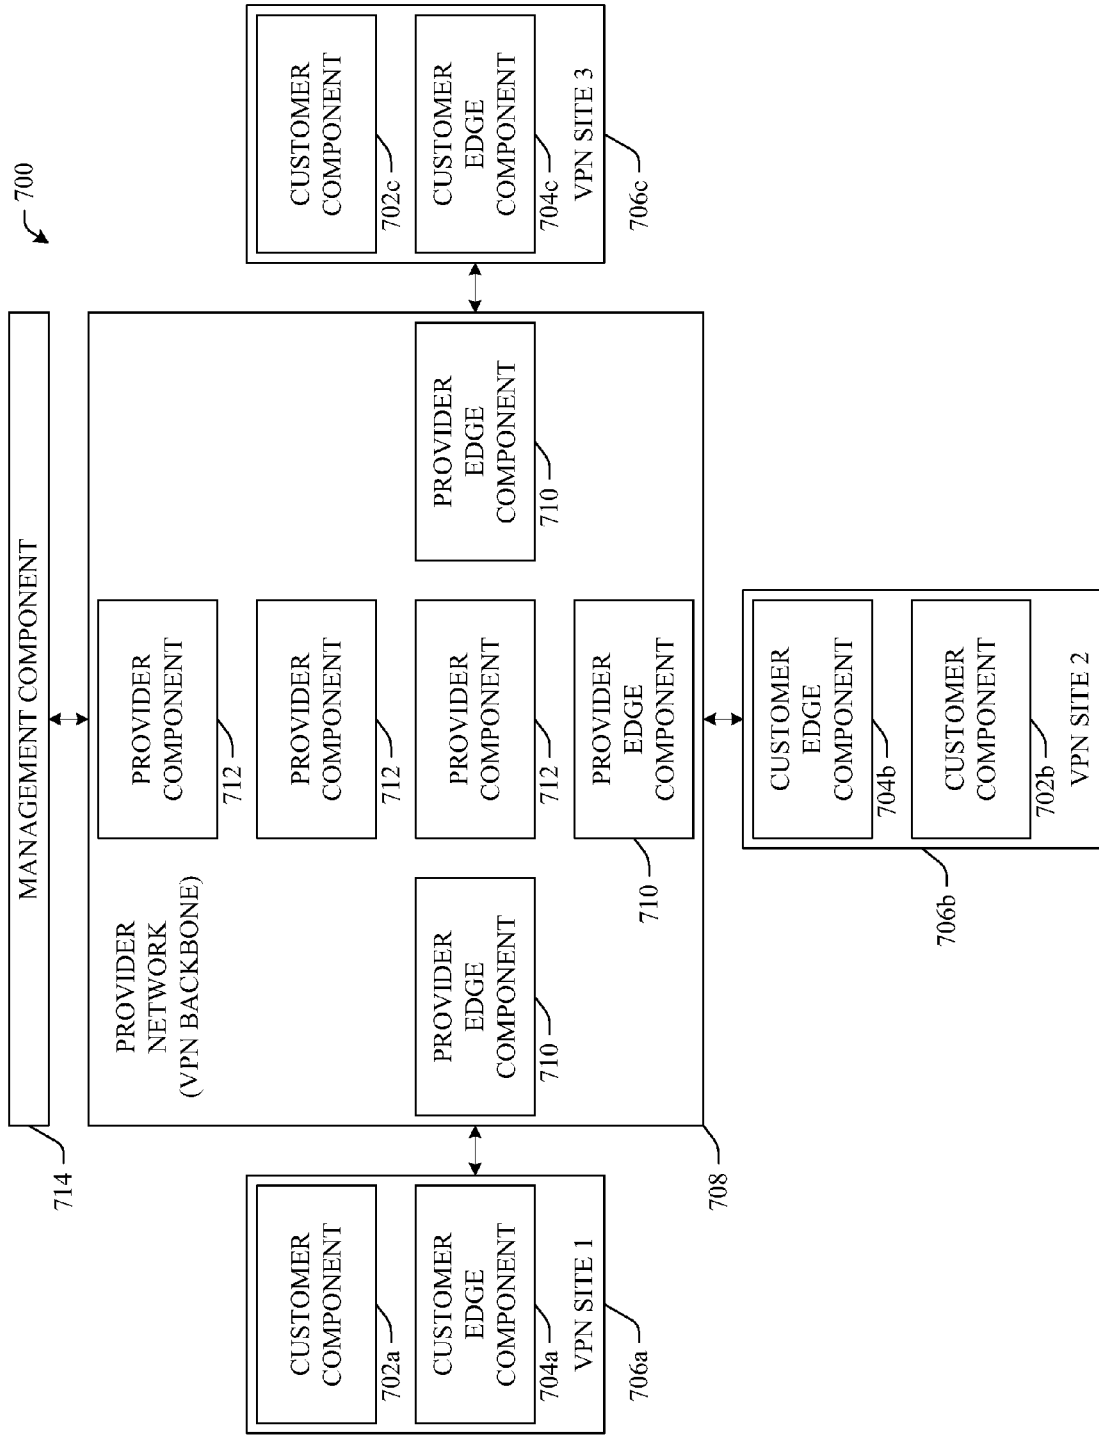 700
MANAGEMENT COMPONENT
714
PROVIDER
NETWORK
(VPN BACKBONE)
PROVIDER
COMPONENT
712
CUSTOMER
COMPONENT
702a
PROVIDER
COMPONENT
712
CUSTOMER
COMPONENT
702c
CUSTOMER
EDGE
COMPONENT
704a
VPN SITE 1
706a
PROVIDER
EDGE
COMPONENT
710
PROVIDER
COMPONENT
712
PROVIDER
EDGE
COMPONENT
710
CUSTOMER
EDGE
COMPONENT
704c
VPN SITE 3
706c
PROVIDER
EDGE
COMPONENT
710
708
CUSTOMER
EDGE
COMPONENT
704b
CUSTOMER
COMPONENT
702b
VPN SITE 2
706b